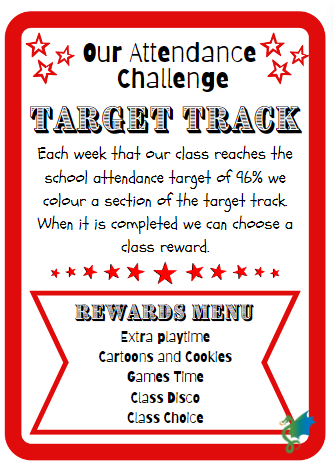 Our Attendance
Challenge
TARGET TRACK
Each week that our class reaches the
school attendance target of 96% we
colour a section of the target track.
When it is completed we can choose a
class reward.
REWARDS MENU
Extra playtime
Cartoons and Cookies
Games Time
Class Disco
Class Choice